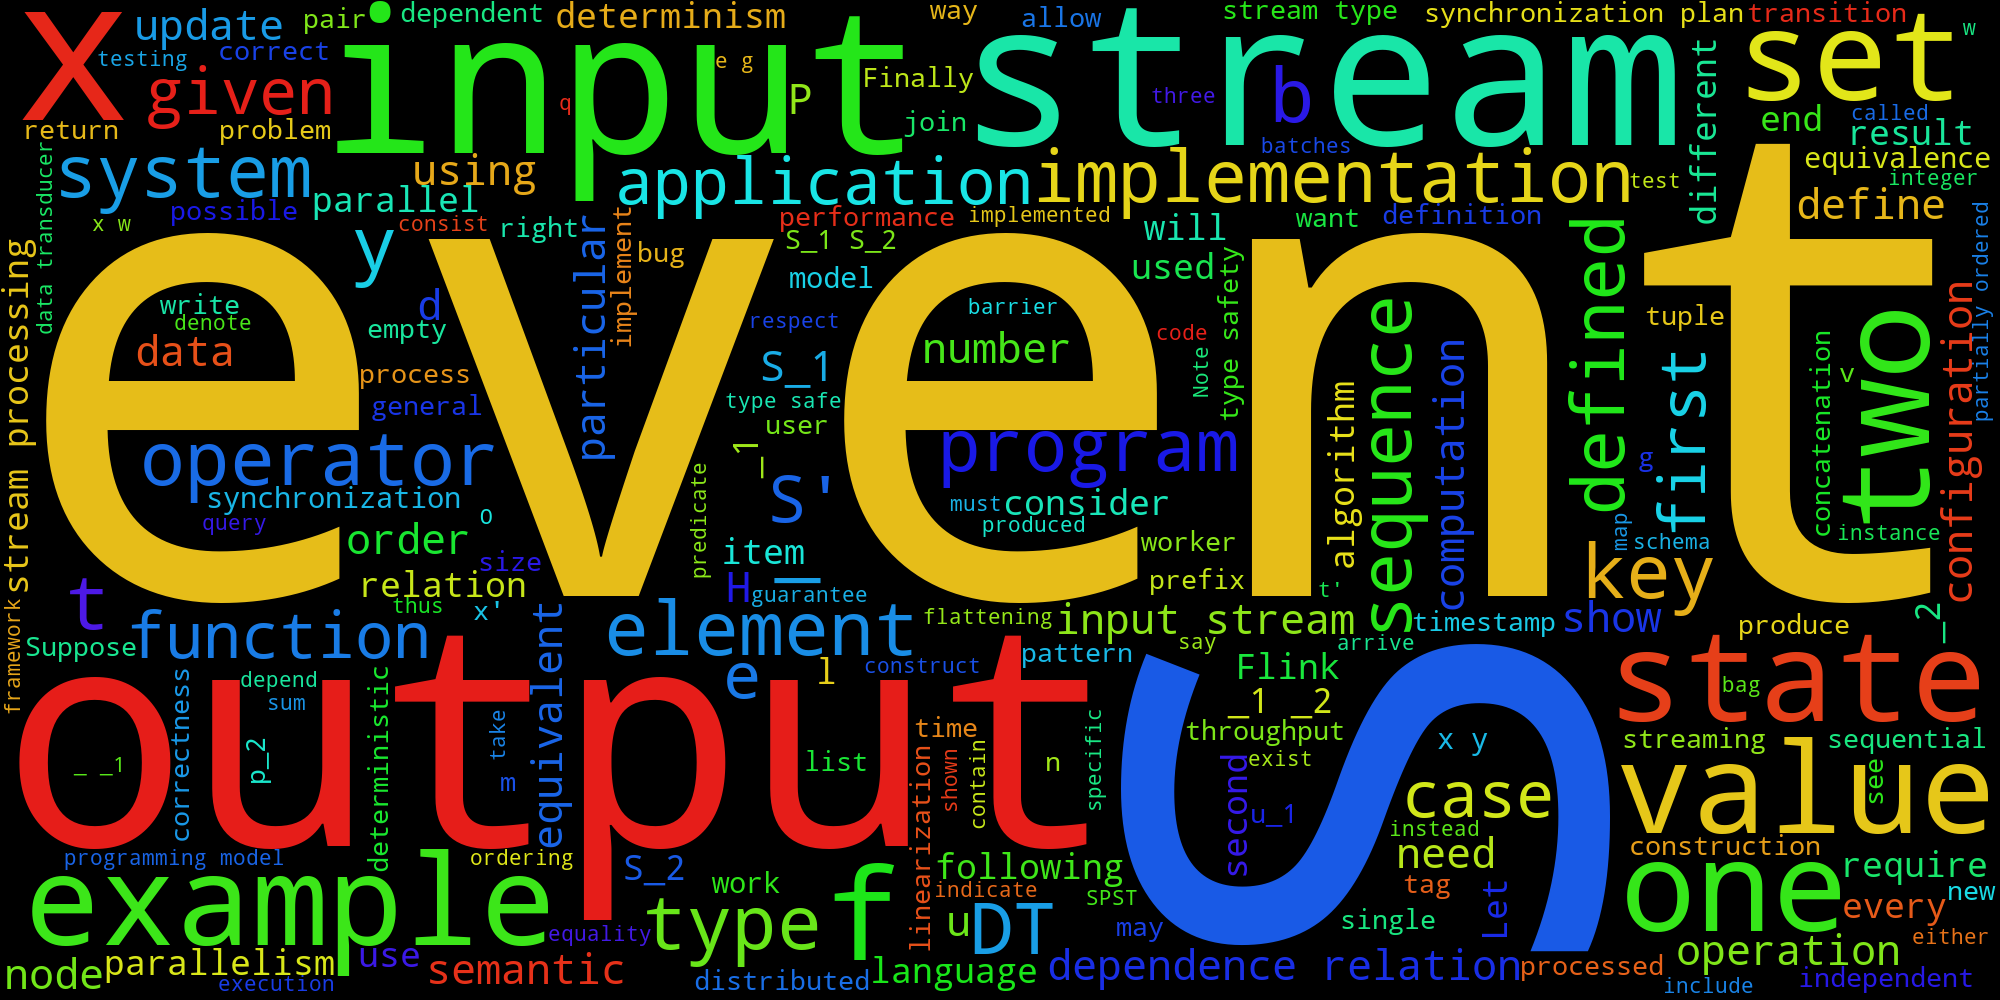 x
update
testing
correct
pair
dependent
determinism
way
allow
stream type
synchronization plan
transition
w
given
input
e g
q
P
Finally
stream
three
b
different
set
return
problem
join
batches
end
called
result
data transducer
system
using
parallel
application
implementation
test
equivalence
integer
x w
possible
consist
right
performance
implemented
will
want
definition
define
partially ordered
stream processing
y
particular
implement
bug
S_1 S_2
model
used
type safety
defined
event
write
denote
d
empty
respect
barrier
code
sequence
tuple
configuration
data
process
general
S_1
number
Note
computation
first
two
concatenation
v
type safe
user
algorithm
operator
_1
program
g
synchronization
query
O
predicate
S'
must
consider
produced
map
schema
instance
order
size
item
worker
key
t
relation
thus
x'
_
H
guarantee
prefix
t'
framework
Suppose
function
equivalent
element
flattening
input stream
say
arrive
timestamp
show
produce
_2
correctness
depend
sum
deterministic
e
l
construct
pattern
Flink
_1 _2
state
bag
output
_ _1
p_2
take
m
list
time
linearization
shown
contain
n
specific
throughput
exist
S
x y
streaming
sequential
second
u_1
case
value
see
programming model
ordering
S_2
work
following
indicate
SPST
instead
need
construction
require
example
type
f
u
DT
may
tag
single
Let
one
new
every
either
equality
node
parallelism
execution
use
semantic
distributed
language
dependence relation
processed
operation
include
independent